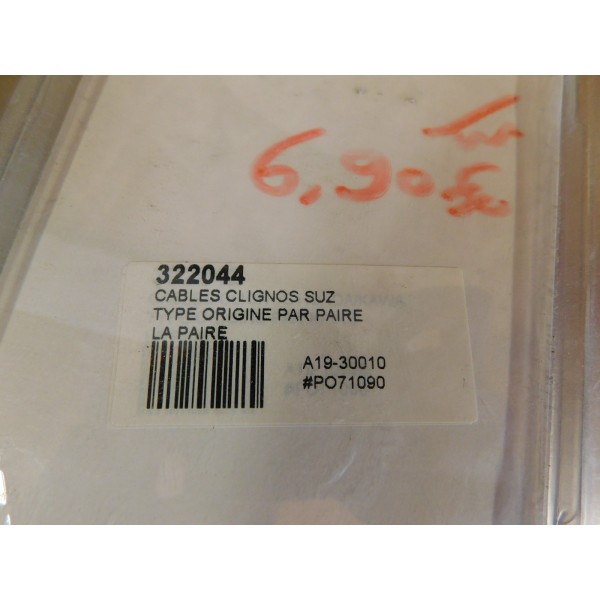 6,90
322044
CABLES CLIGNOS SUZ
TYPE ORIGINE PAR PAIRE
LA PAIRE
A19-30010
#PO71090